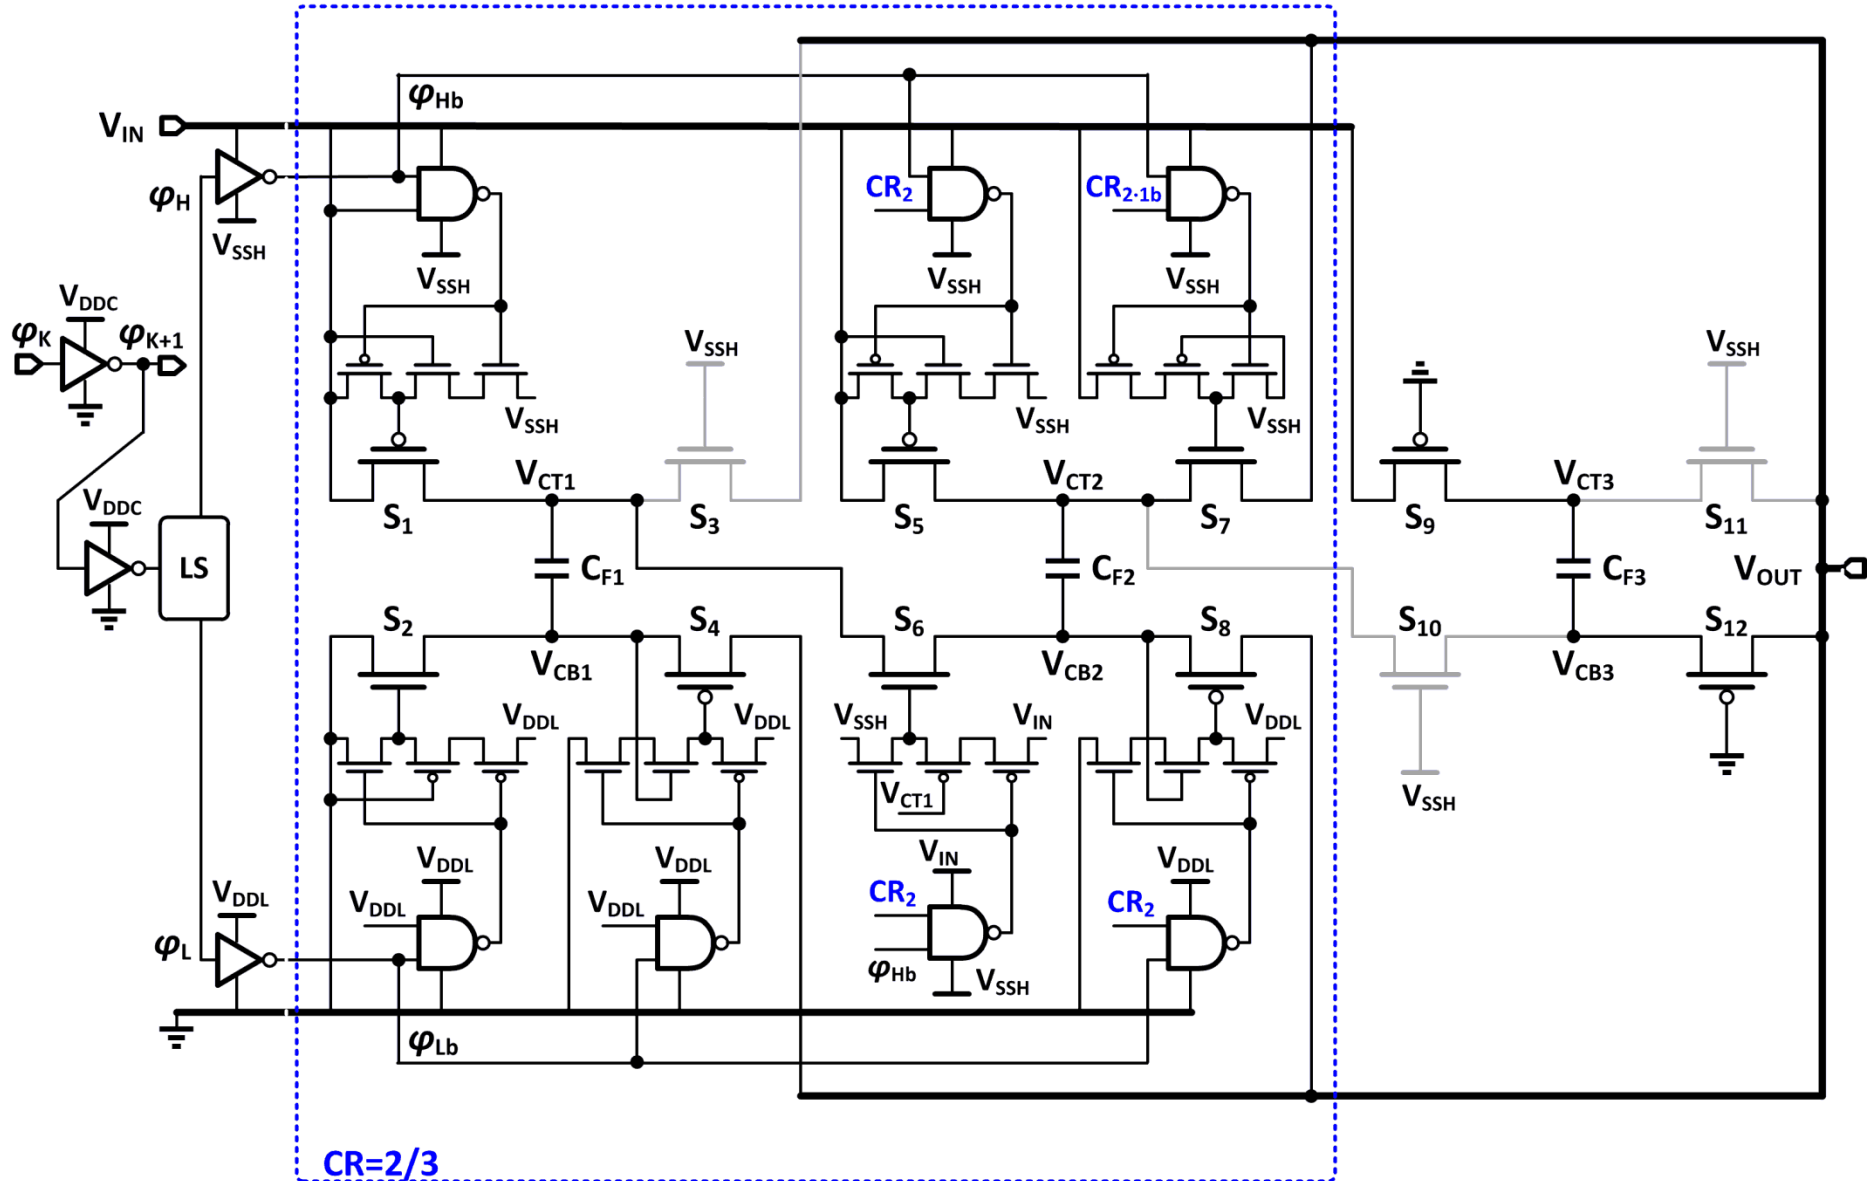 φHb
VIN
φH
CR2
CR2·1b
VSSH
VSSH
VSSH
VSSH
VDDC
φK
φK+1
VSSH
VSSH
VSSH
VSSH
VSSH
VCT1
VCT2
VCT3
S1
S3
S5
S7
S9
S11
VDDC
LS
CF1
CF2
CF3
VOUT
S2
S4
S6
S8
S10
S12
VCB1
VCB2
VCB3
VDDL
VDDL
VSSH
VIN
VDDL
VCT1
VSSH
VDDL
VDDL
VIN
VDDL
VDDL
VDDL
VDDL
CR2
CR2
φL
φHb
VSSH
φLb
CR=2/3